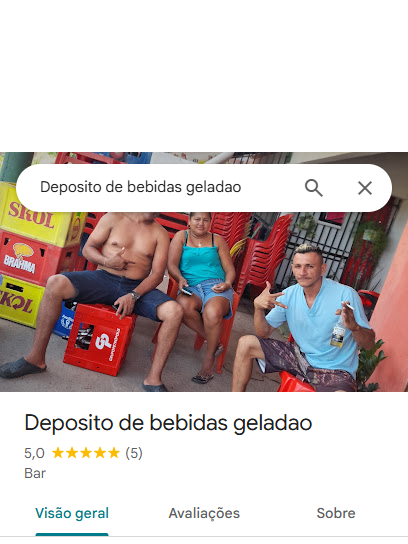 Deposito de bebidas geladao
SKOL
BRAHMA
SKOL
Deposito de bebidas geladao
5,0 ★★★★★ (5)
Bar
Visão geral
Avaliações
Sobre